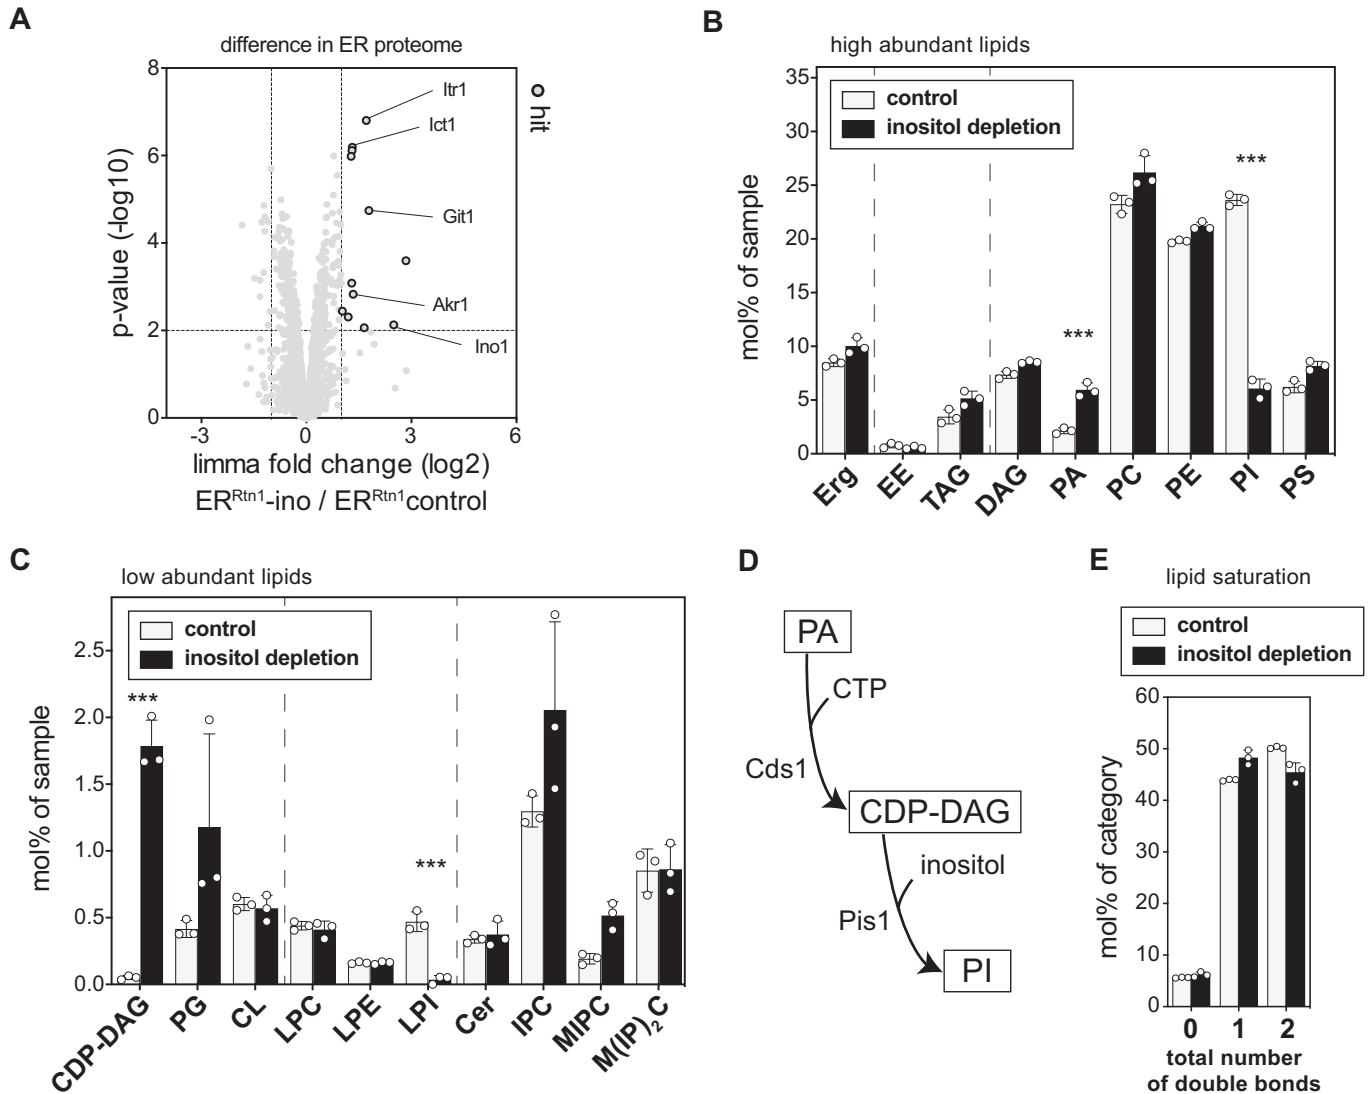 A
difference in ER proteome
8
6
4
2
0
-3
0
3
6
p-value (-log10)
Itr1
Ict1
Git1
Akr1
Ino1
hit
limma fold change (log2)
ER^Rtn1-ino / ER^Rtn1control
B
high abundant lipids
control
inositol depletion
35
30
25
20
15
10
5
0
mol% of sample
***
***
Erg
EE
TAG
DAG
PA
PC
PE
PI
PS
C
low abundant lipids
control
inositol depletion
2.5
2.0
1.5
1.0
0.5
0.0
mol% of sample
***
***
CDP-DAG
PG
CL
LPC
LPE
LPI
Cer
IPC
MIPC
M(IP)₂C
D
PA
CTP
Cds1
CDP-DAG
inositol
Pis1
PI
E
lipid saturation
control
inositol depletion
60
50
40
30
20
10
0
mol% of category
0 1 2
total number
of double bonds